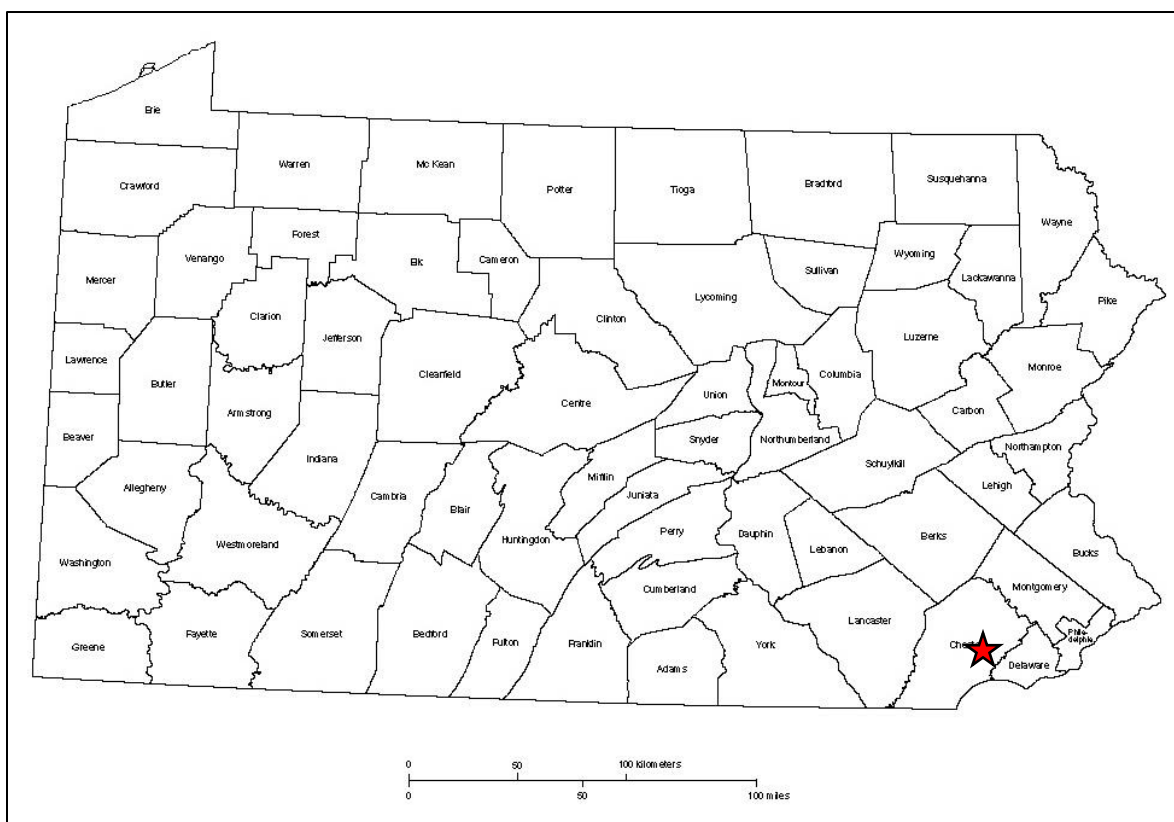 Erie
Warren
Mc Kean
Crawford
Potter
Tioga
Bradford
Susquehanna
Wayne
Forest
Venango
Elk
Cameron
Mercer
Sullivan
Wyoming
Lackawanna
Lycoming
Pike
Clarion
Clinton
Jefferson
Luzerne
Lawrence
Clearfield
Monroe
Butler
Columbia
Montour
Union
Centre
Armstrong
Carbon
Beaver
Snyder
Northumberland
Northampton
Indiana
Schuylkill
Mifflin
Lehigh
Allegheny
Juniata
Cambria
Blair
Perry
Dauphin
Huntingdon
Berks
Westmoreland
Lebanon
Bucks
Washington
Cumberland
Montgomery
Lancaster
Fayette
Somerset
Bedford
Fulton
Franklin
York
Phila-
delphia
Greene
Adams
Delaware
0 50 100 kilometers
0 50 100 miles